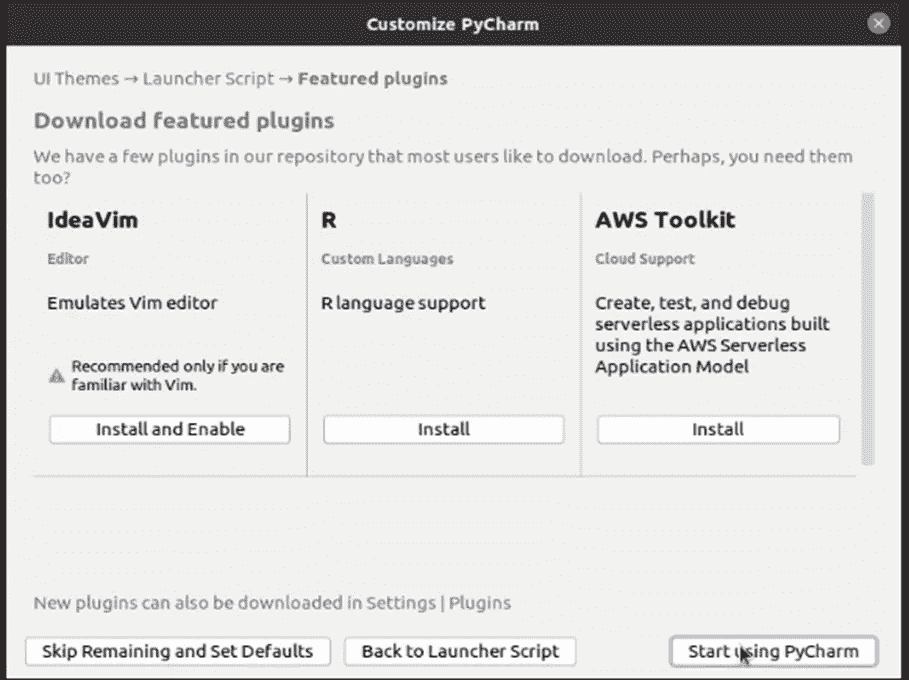 Customize PyCharm
UI Themes → Launcher Script → Featured plugins
Download featured plugins
We have a few plugins in our repository that most users like to download. Perhaps, you need them
too?
IdeaVim
Editor
Emulates Vim editor
Recommended only if you are
familiar with Vim.
Install and Enable
R
Custom Languages
R language support
Install
AWS Toolkit
Cloud Support
Create, test, and debug
serverless applications built
using the AWS Serverless
Application Model
Install
New plugins can also be downloaded in Settings | Plugins
Skip Remaining and Set Defaults
Back to Launcher Script
Start using PyCharm